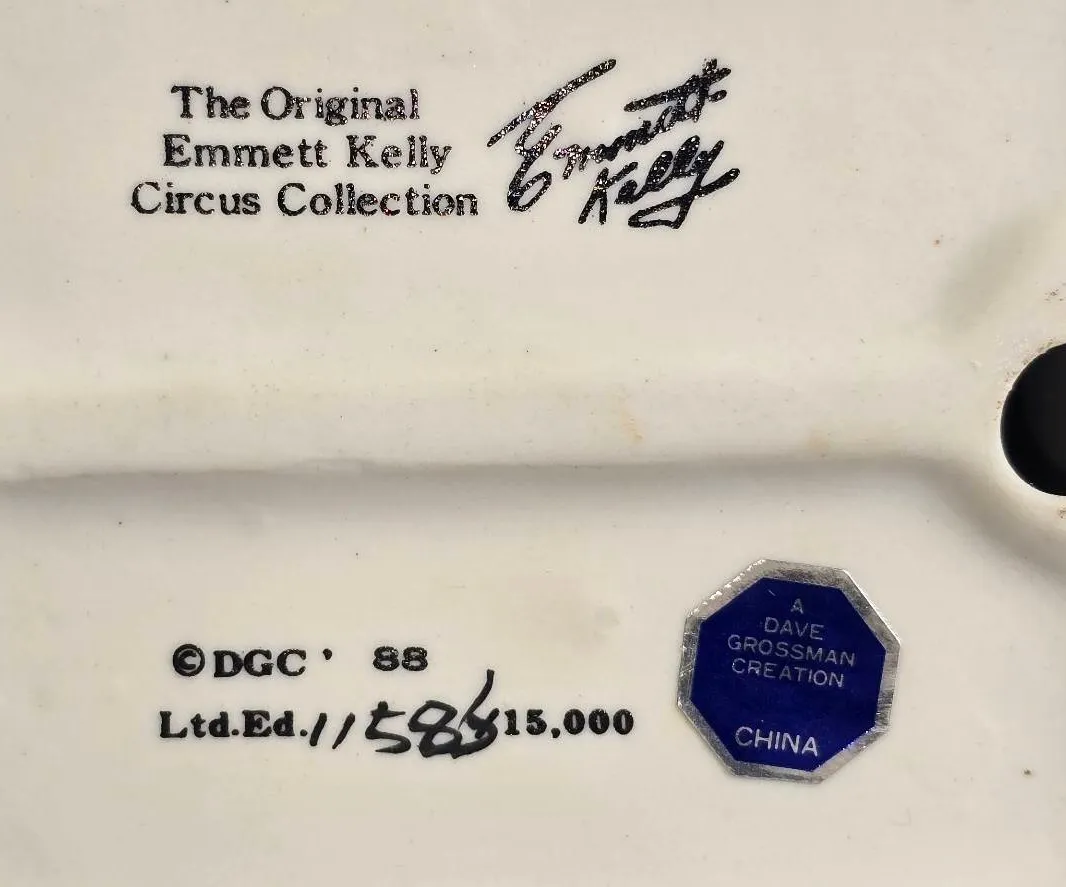 The Original
Emmett Kelly
Circus Collection
Emmett
Kelly
©DGC ' 88
Ltd.Ed. 15,000
A
DAVE
GROSSMAN
CREATION
CHINA